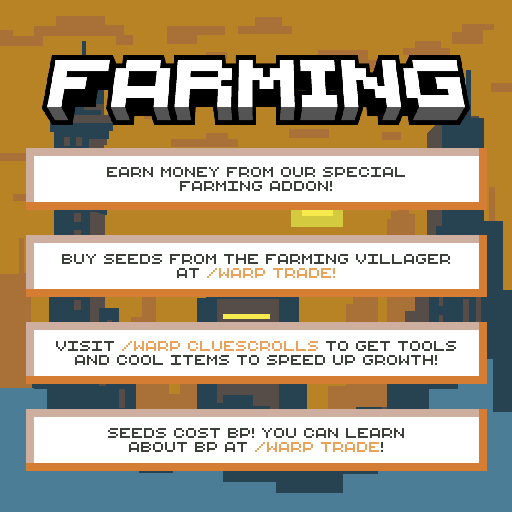 FARMING
EARN MONEY FROM OUR SPECIAL
FARMING ADDON!
BUY SEEDS FROM THE FARMING VILLAGER
AT /WARP TRADE!
VISIT /WARP CLUESCROLLS TO GET TOOLS
AND COOL ITEMS TO SPEED UP GROWTH!
SEEDS COST BP! YOU CAN LEARN
ABOUT BP AT /WARP TRADE!